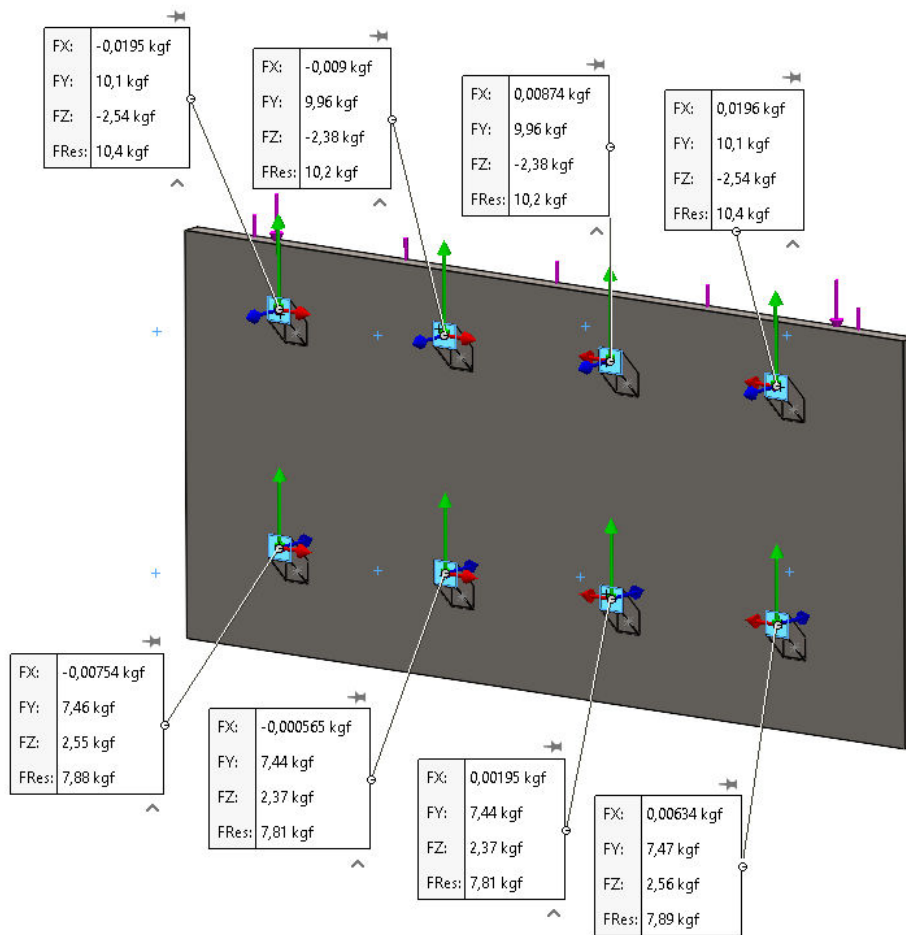 FX: -0,0195 kgf
FY: 10,1 kgf
FZ: -2,54 kgf
FRes: 10,4 kgf
FX: -0,009 kgf
FY: 9,96 kgf
FZ: -2,38 kgf
FRes: 10,2 kgf
FX: 0,00874 kgf
FY: 9,96 kgf
FZ: -2,38 kgf
FRes: 10,2 kgf
FX: 0,0196 kgf
FY: 10,1 kgf
FZ: -2,54 kgf
FRes: 10,4 kgf
FX: -0,00754 kgf
FY: 7,46 kgf
FZ: 2,55 kgf
FRes: 7,88 kgf
FX: -0,000565 kgf
FY: 7,44 kgf
FZ: 2,37 kgf
FRes: 7,81 kgf
FX: 0,00195 kgf
FY: 7,44 kgf
FZ: 2,37 kgf
FRes: 7,81 kgf
FX: 0,00634 kgf
FY: 7,47 kgf
FZ: 2,56 kgf
FRes: 7,89 kgf